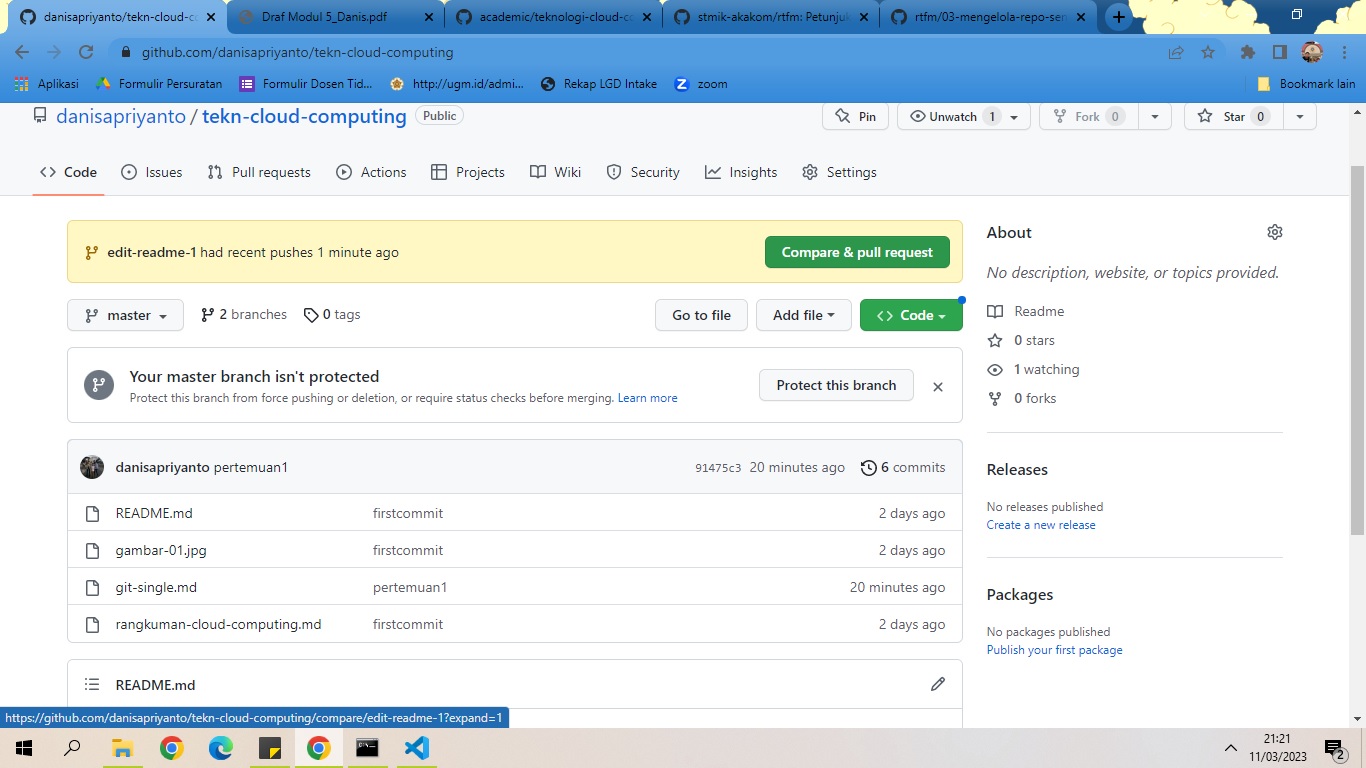 danisapriyanto/tekn-cloud-c
Draf Modul 5_Danis.pdf
academic/teknologi-cloud-co
stmik-akakom/rtfm: Petunjuk
rtfm/03-mengelola-repo-sen
github.com/danisapriyanto/tekn-cloud-computing
Aplikasi
Formulir Persuratan
Formulir Dosen Tid...
http://ugm.id/admi...
Rekap LGD Intake
zoom
Bookmark lain
danisapriyanto / tekn-cloud-computing Public
Pin
Unwatch 1
Fork 0
Star 0
Code
Issues
Pull requests
Actions
Projects
Wiki
Security
Insights
Settings
edit-readme-1 had recent pushes 1 minute ago
Compare & pull request
master
2 branches
0 tags
Go to file
Add file
Code
Your master branch isn't protected
Protect this branch from force pushing or deletion, or require status checks before merging. Learn more
Protect this branch
danisapriyanto pertemuan1
91475c3 20 minutes ago
6 commits
README.md firstcommit 2 days ago
gambar-01.jpg firstcommit 2 days ago
git-single.md pertemuan1 20 minutes ago
rangkuman-cloud-computing.md firstcommit 2 days ago
README.md
About
No description, website, or topics provided.
Readme
0 stars
1 watching
0 forks
Releases
No releases published
Create a new release
Packages
No packages published
Publish your first package
https://github.com/danisapriyanto/tekn-cloud-computing/compare/edit-readme-1?expand=1
21:21
11/03/2023
2